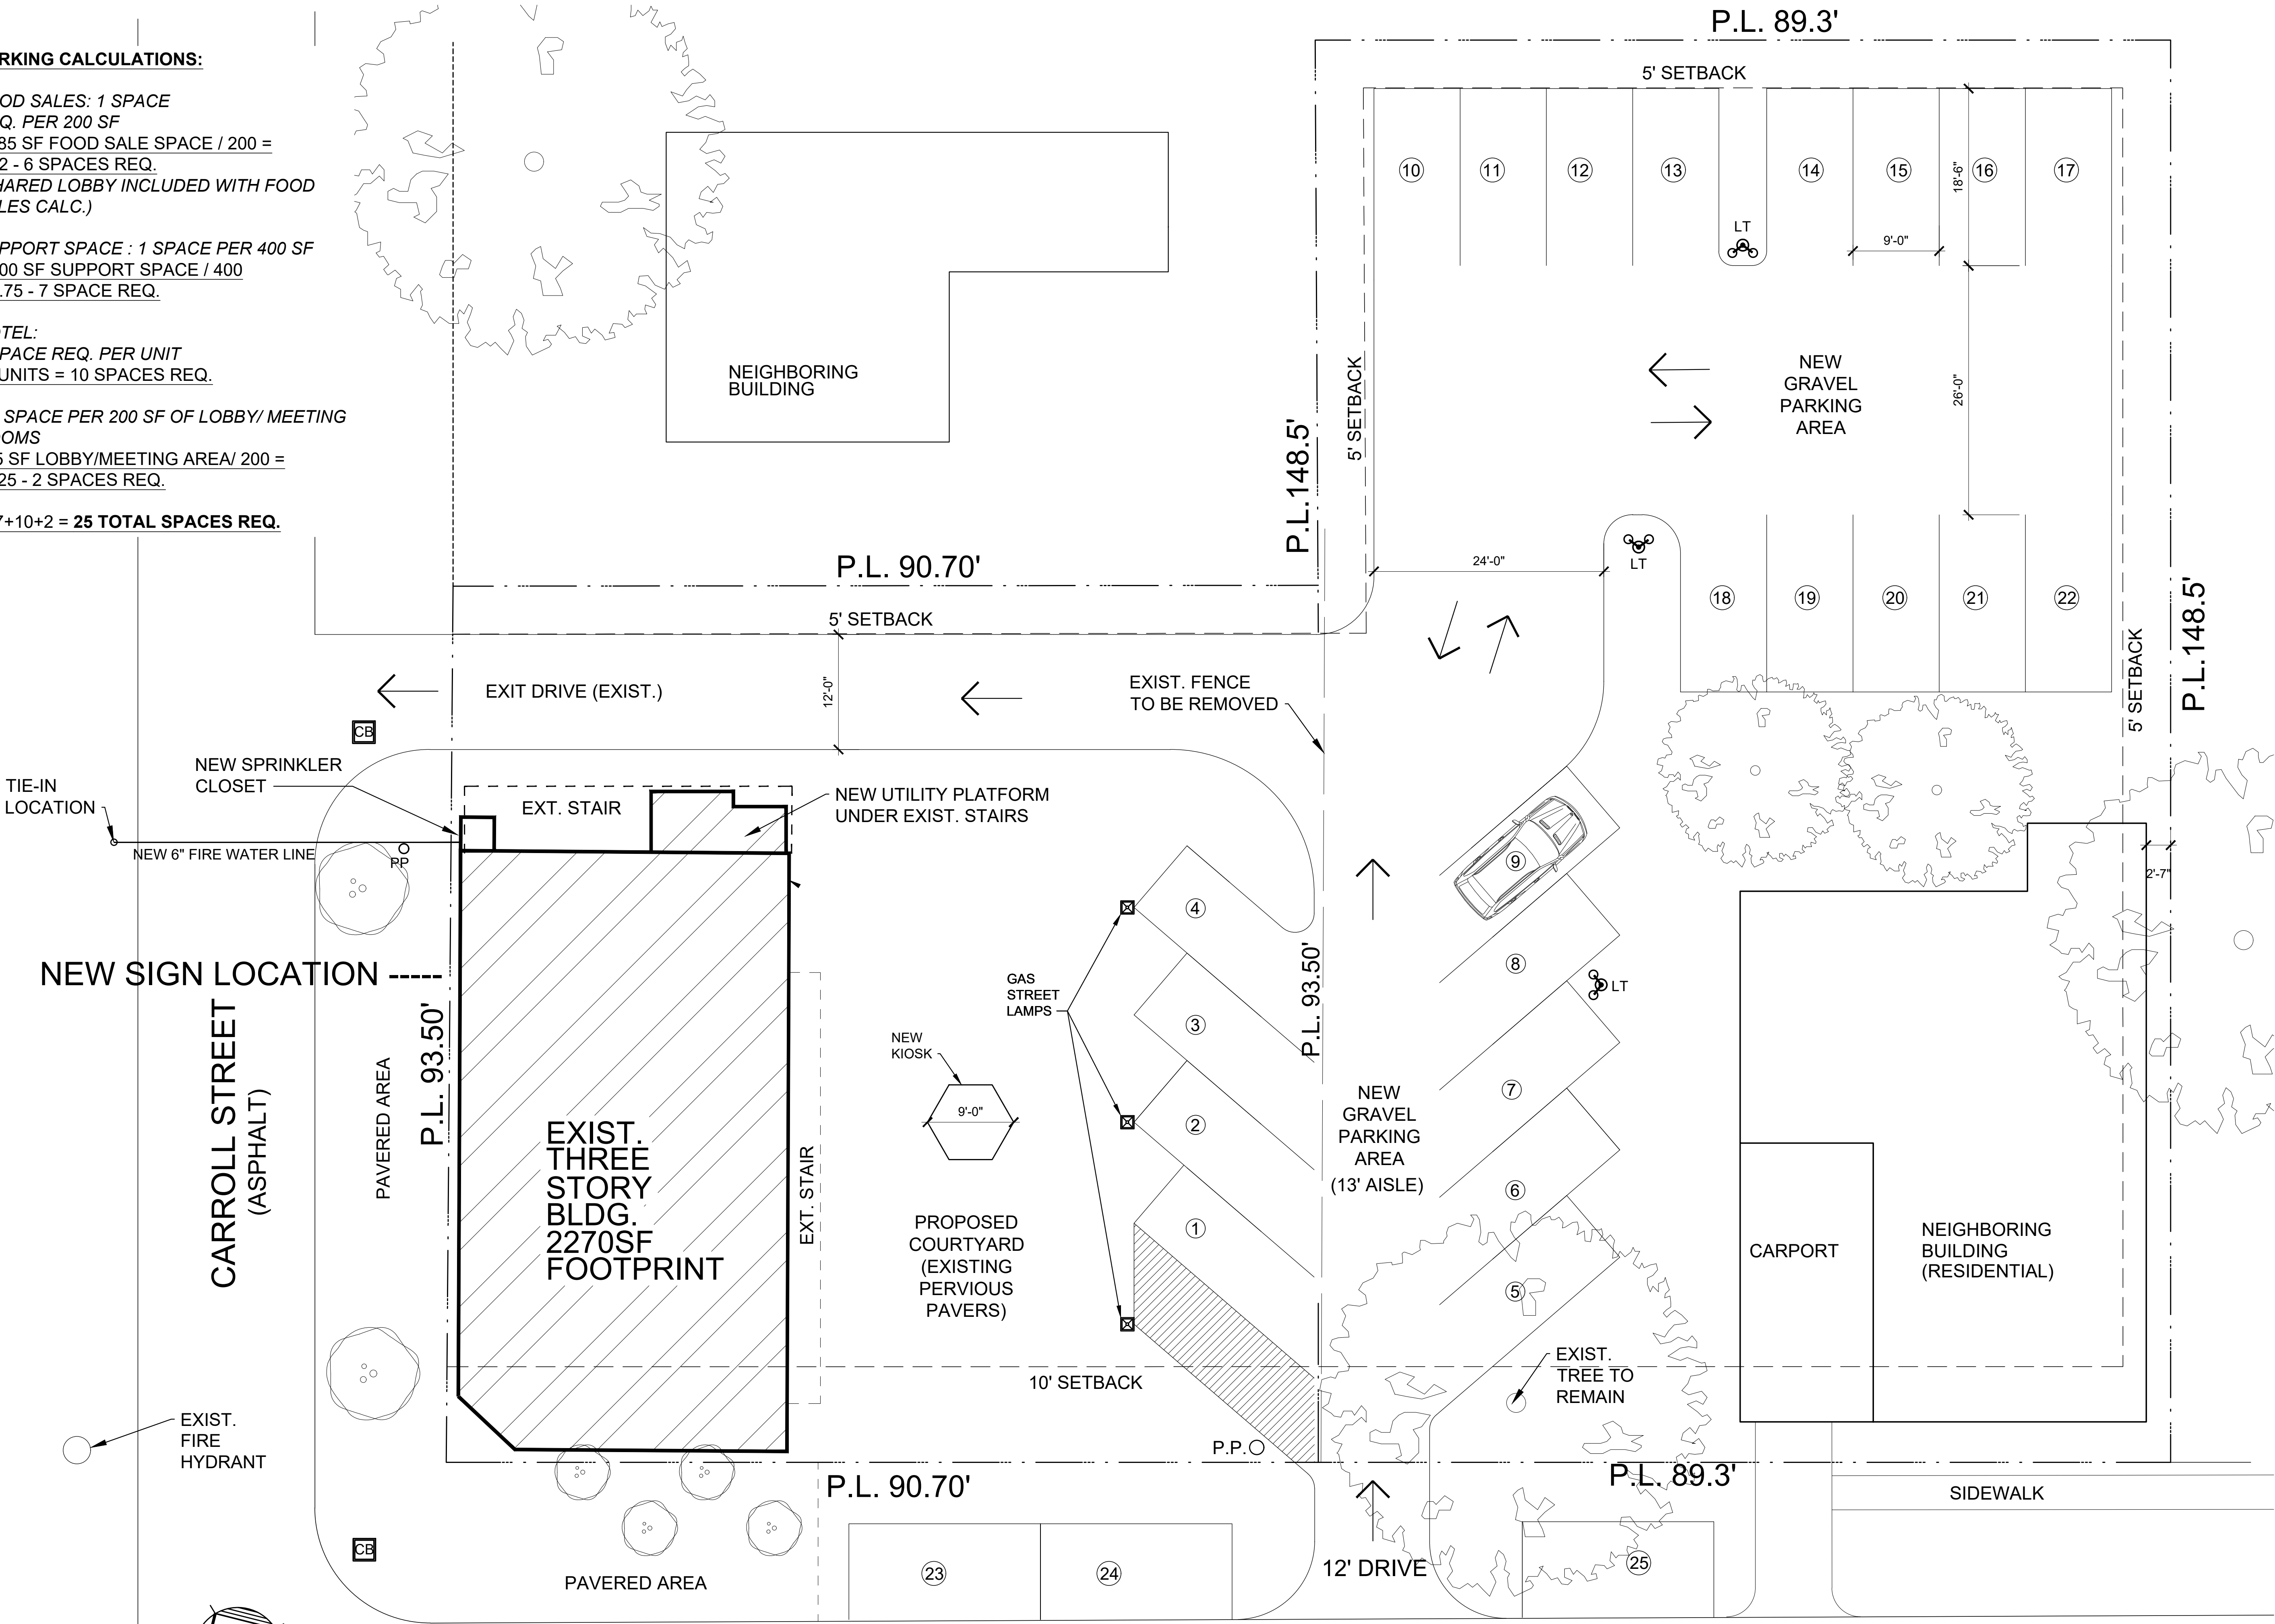 RKING CALCULATIONS:
OD SALES: 1 SPACE
Q. PER 200 SF
85 SF FOOD SALE SPACE / 200 =
2 - 6 SPACES REQ.
HARED LOBBY INCLUDED WITH FOOD
LES CALC.)
PPORT SPACE : 1 SPACE PER 400 SF
00 SF SUPPORT SPACE / 400
.75 - 7 SPACE REQ.
OTEL:
SPACE REQ. PER UNIT
UNITS = 10 SPACES REQ.
SPACE PER 200 SF OF LOBBY/ MEETING
OMS
5 SF LOBBY/MEETING AREA/ 200 =
25 - 2 SPACES REQ.
7+10+2 = 25 TOTAL SPACES REQ.
NEIGHBORING
BUILDING
P.L. 89.3'
5' SETBACK
10
11
12
13
14
15
16
17
LT
9'-0"
18'-6"
26'-0"
NEW
GRAVEL
PARKING
AREA
5' SETBACK
P.L.148.5'
P.L. 90.70'
5' SETBACK
24'-0"
LT
18
19
20
21
22
P.L.148.5'
5' SETBACK
EXIT DRIVE (EXIST.)
12'-0"
EXIST. FENCE
TO BE REMOVED
CB
NEW SPRINKLER
CLOSET
TIE-IN
LOCATION
NEW 6" FIRE WATER LINE
PP
EXT. STAIR
NEW UTILITY PLATFORM
UNDER EXIST. STAIRS
2'-7"
NEW SIGN LOCATION
CARROLL STREET
(ASPHALT)
PAVERED AREA
P.L. 93.50'
EXIST.
THREE
STORY
BLDG.
2270SF
FOOTPRINT
EXT. STAIR
NEW
KIOSK
9'-0"
PROPOSED
COURTYARD
(EXISTING
PERVIOUS
PAVERS)
GAS
STREET
LAMPS
4
3
2
1
P.L. 93.50'
NEW
GRAVEL
PARKING
AREA
(13' AISLE)
9
8
LT
7
6
5
CARPORT
NEIGHBORING
BUILDING
(RESIDENTIAL)
EXIST.
TREE TO
REMAIN
10' SETBACK
EXIST.
FIRE
HYDRANT
P.P.
P.L. 90.70'
P.L. 89.3'
SIDEWALK
CB
PAVERED AREA
23
24
12' DRIVE
25